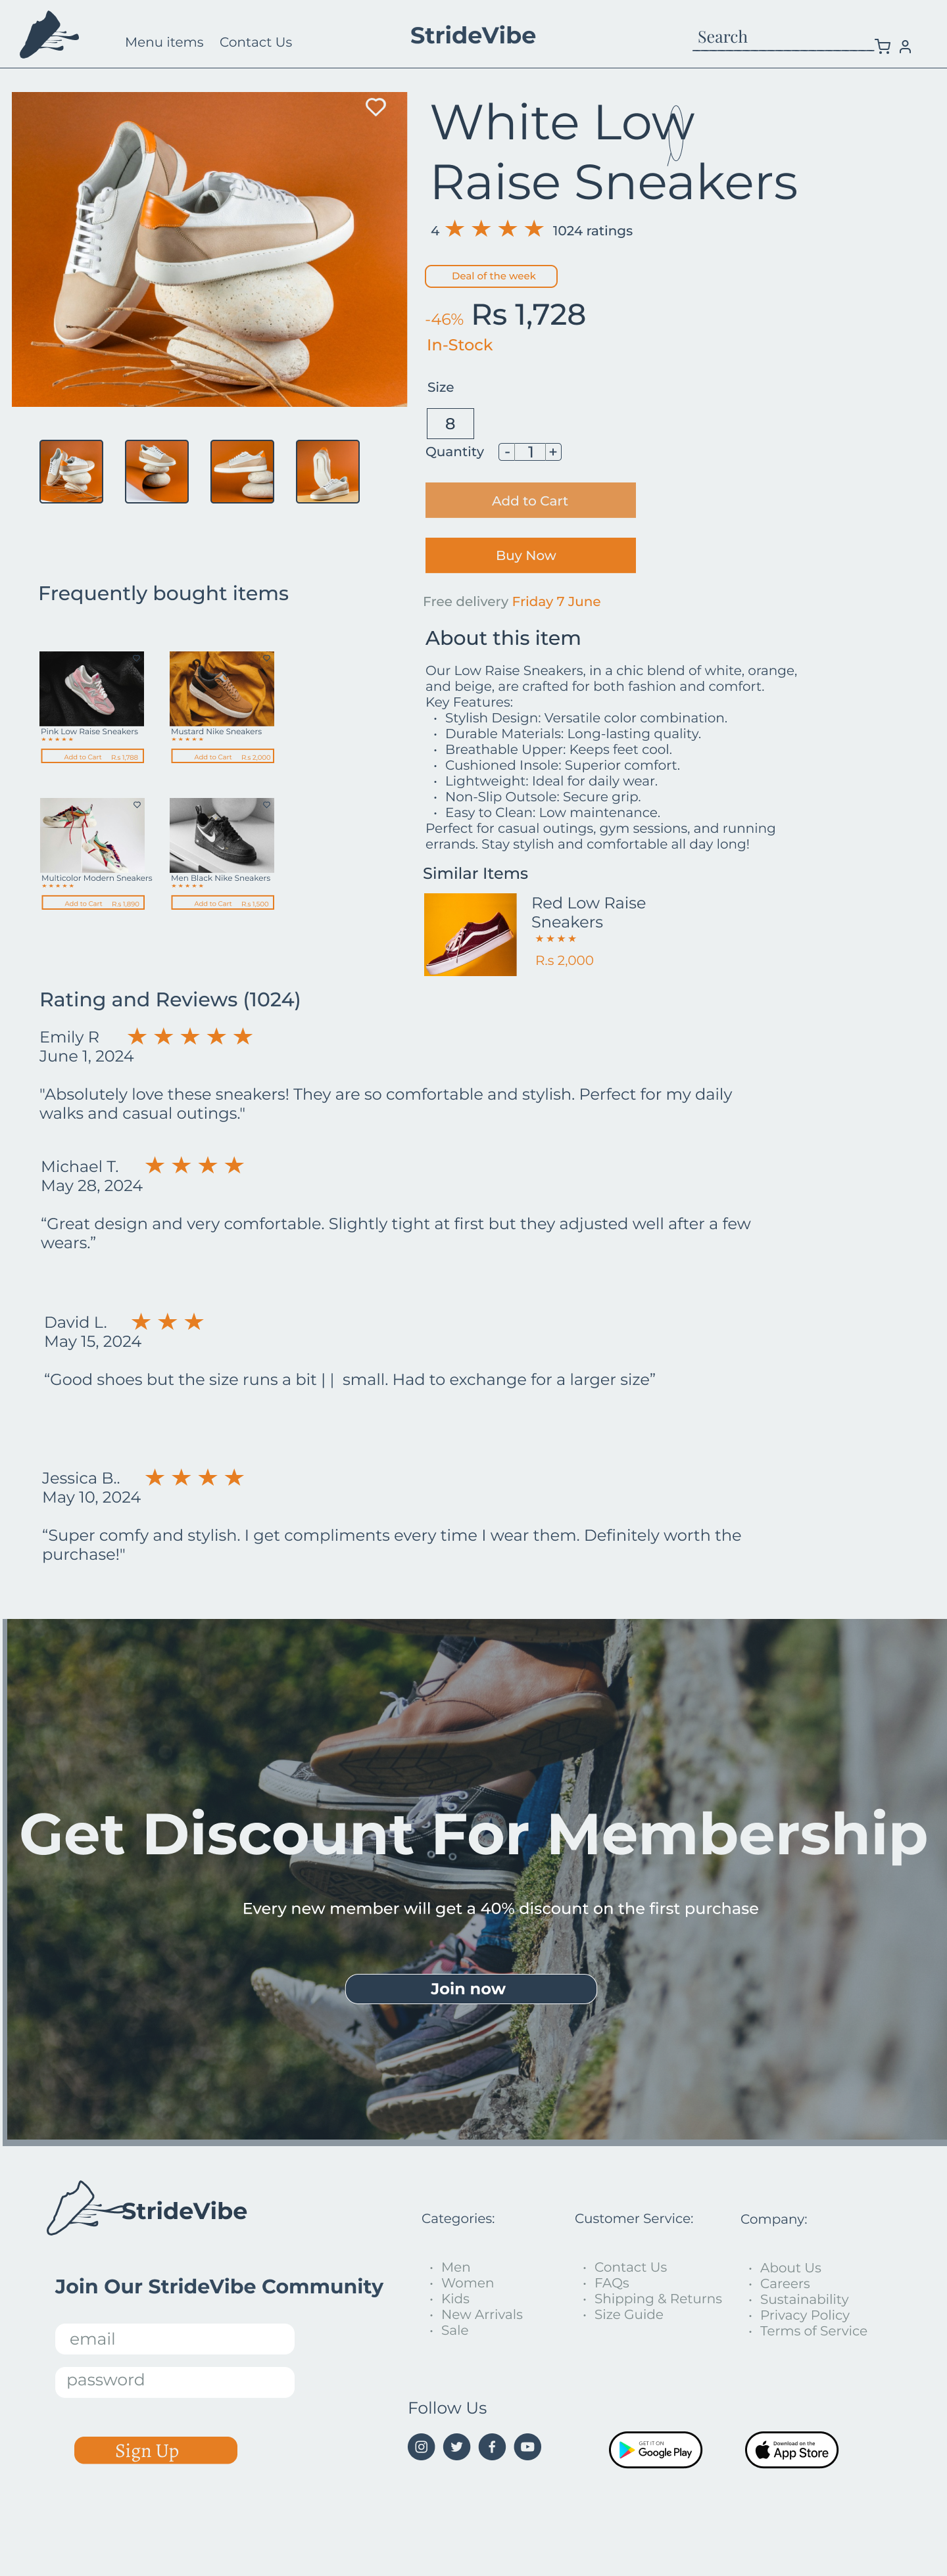 Menu items
Contact Us
StrideVibe
Search
White Low
Raise Sneakers
4
1024 ratings
Deal of the week
-46% Rs 1,728
In-Stock
Size
8
Quantity
- 1 +
Add to Cart
Buy Now
Free delivery Friday 7 June
Frequently bought items
Pink Low Raise Sneakers
Add to Cart R.s 1,788
Mustard Nike Sneakers
Add to Cart R.s 2,000
Multicolor Modern Sneakers
Add to Cart R.s 1,890
Men Black Nike Sneakers
Add to Cart R.s 1,500
About this item
Our Low Raise Sneakers, in a chic blend of white, orange,
and beige, are crafted for both fashion and comfort.
Key Features:
• Stylish Design: Versatile color combination.
• Durable Materials: Long-lasting quality.
• Breathable Upper: Keeps feet cool.
• Cushioned Insole: Superior comfort.
• Lightweight: Ideal for daily wear.
• Non-Slip Outsole: Secure grip.
• Easy to Clean: Low maintenance.
Perfect for casual outings, gym sessions, and running
errands. Stay stylish and comfortable all day long!
Similar Items
Red Low Raise
Sneakers
R.s 2,000
Rating and Reviews (1024)
Emily R
June 1, 2024
"Absolutely love these sneakers! They are so comfortable and stylish. Perfect for my daily
walks and casual outings."
Michael T.
May 28, 2024
“Great design and very comfortable. Slightly tight at first but they adjusted well after a few
wears.”
David L.
May 15, 2024
“Good shoes but the size runs a bit | | small. Had to exchange for a larger size”
Jessica B..
May 10, 2024
“Super comfy and stylish. I get compliments every time I wear them. Definitely worth the
purchase!"
Get Discount For Membership
Every new member will get a 40% discount on the first purchase
Join now
StrideVibe
Join Our StrideVibe Community
email
password
Sign Up
Categories:
• Men
• Women
• Kids
• New Arrivals
• Sale
Customer Service:
• Contact Us
• FAQs
• Shipping & Returns
• Size Guide
Company:
• About Us
• Careers
• Sustainability
• Privacy Policy
• Terms of Service
Follow Us
GET IT ON
Google Play
Download on the
App Store